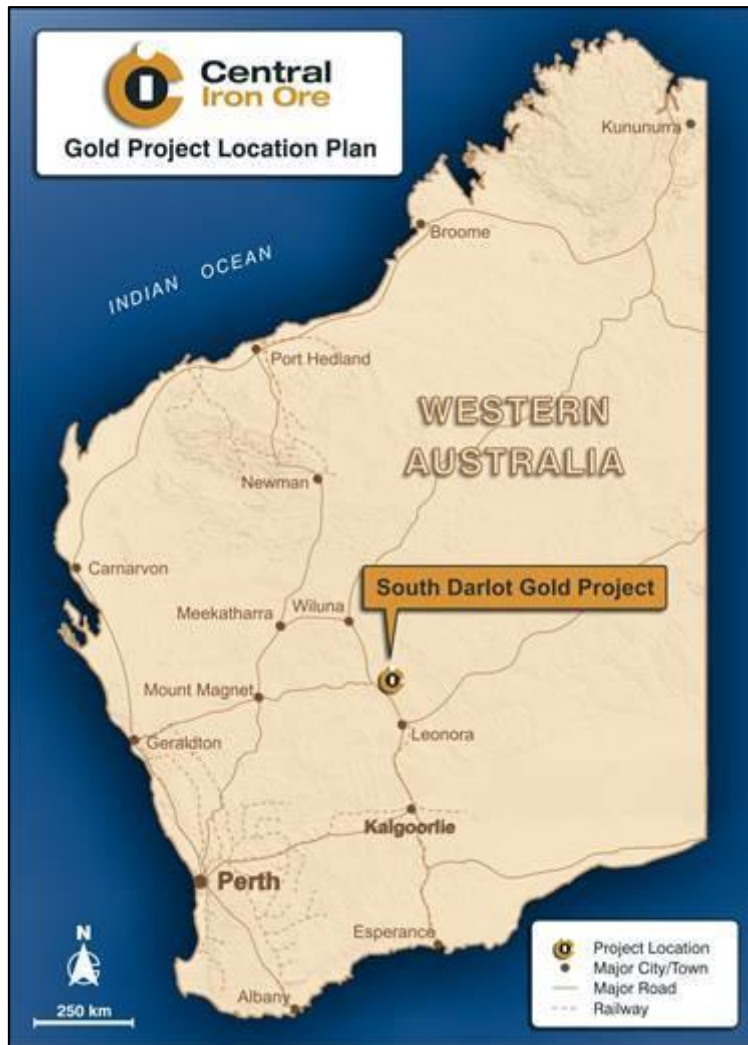 Central
Iron Ore
Gold Project Location Plan
Kununurra
Broome
INDIAN OCEAN
Port Hedland
WESTERN
AUSTRALIA
Newman
Carnarvon
South Darlot Gold Project
Meekatharra
Wiluna
Mount Magnet
Leonora
Geraldton
Kalgoorlie
Perth
Esperance
Albany
N
250 km
Project Location
Major City/Town
Major Road
Railway